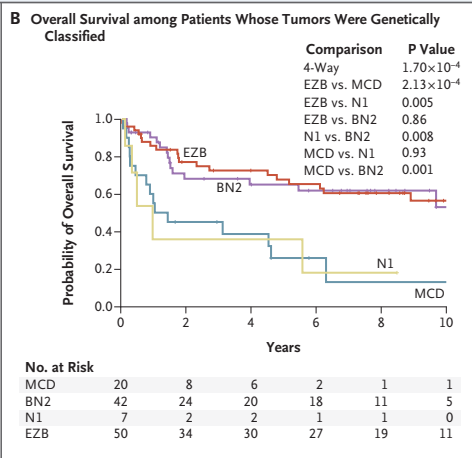 B Overall Survival among Patients Whose Tumors Were Genetically
Classified
Comparison P Value
4-Way 1.70×10⁻⁴
EZB vs. MCD 2.13×10⁻⁴
EZB vs. N1 0.005
EZB vs. BN2 0.86
N1 vs. BN2 0.008
MCD vs. N1 0.93
MCD vs. BN2 0.001
Probability of Overall Survival
1.0
0.8
0.6
0.4
0.2
0.0
EZB
BN2
N1
MCD
0 2 4 6 8 10
Years
No. at Risk
MCD 20 8 6 2 1 1
BN2 42 24 20 18 11 5
N1 7 2 2 1 1 0
EZB 50 34 30 27 19 11